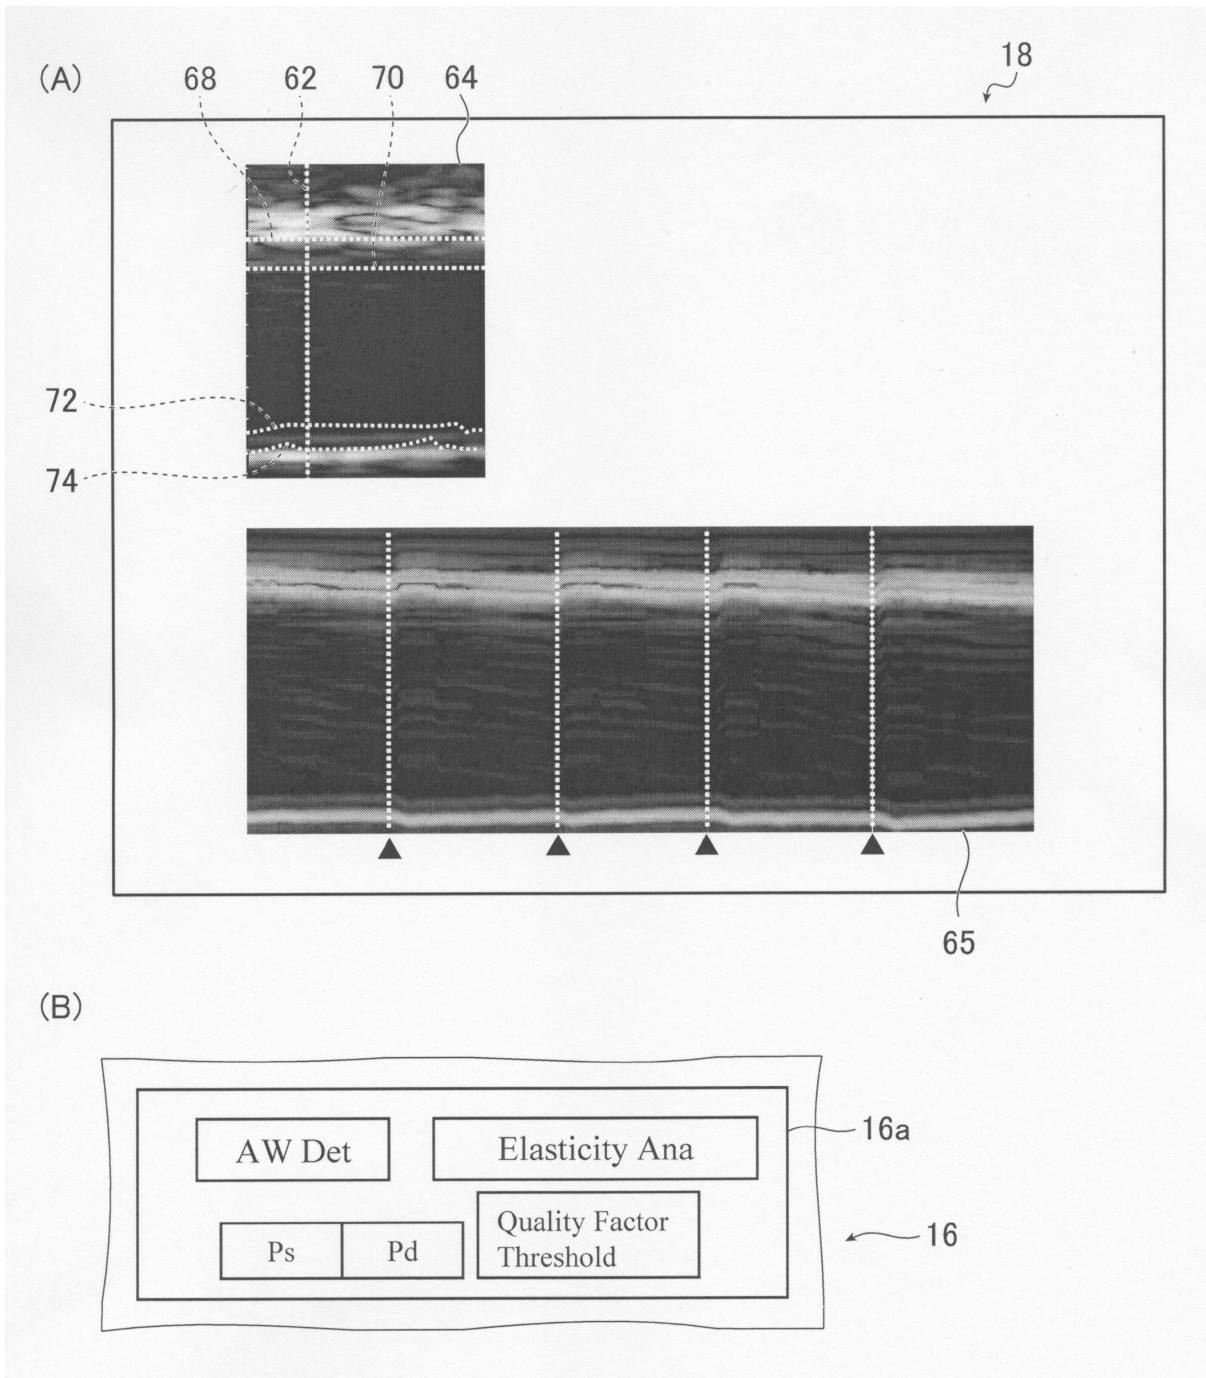 (A)
68 62 70 64
18
72
74
65
(B)
AW Det
Elasticity Ana
16a
Ps Pd
Quality Factor
Threshold
16